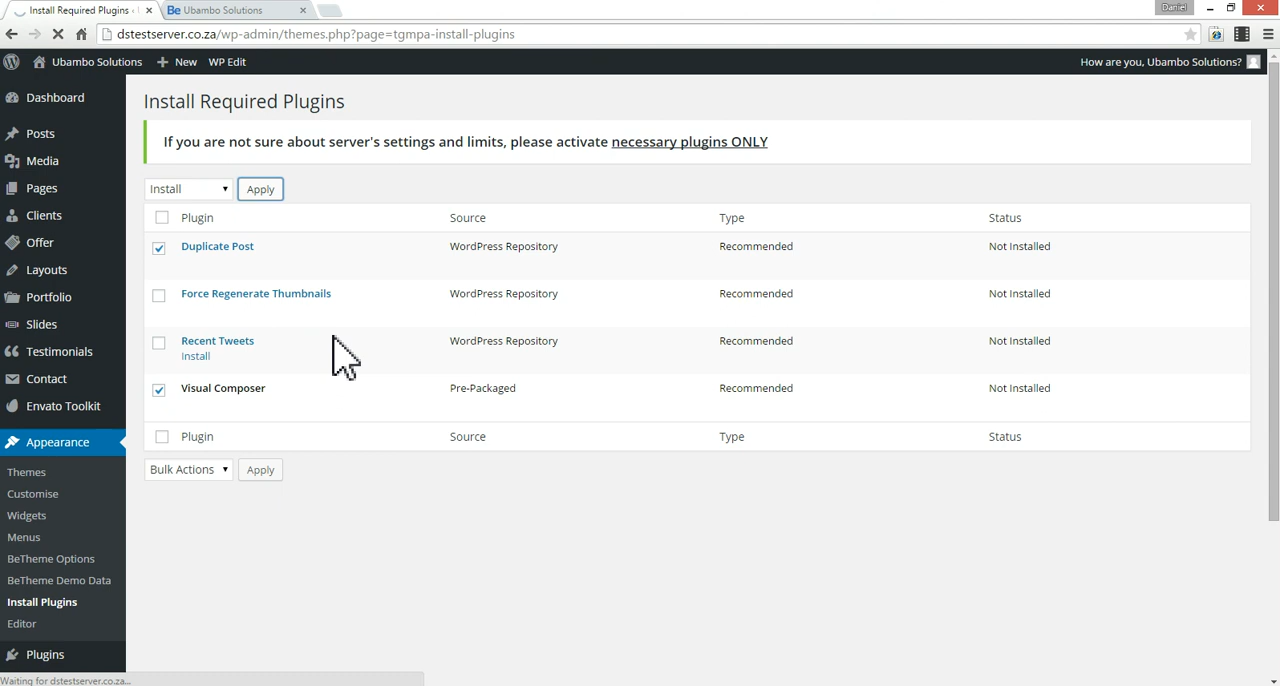 Install Required Plugins ‹
Be Ubambo Solutions
Daniel
dstestserver.co.za/wp-admin/themes.php?page=tgmpa-install-plugins
Ubambo Solutions
New
WP Edit
How are you, Ubambo Solutions?
Dashboard
Posts
Media
Pages
Clients
Offer
Layouts
Portfolio
Slides
Testimonials
Contact
Envato Toolkit
Appearance
Themes
Customise
Widgets
Menus
BeTheme Options
BeTheme Demo Data
Install Plugins
Editor
Plugins
Install Required Plugins
If you are not sure about server's settings and limits, please activate necessary plugins ONLY
Install Apply
Plugin Source Type Status
Duplicate Post WordPress Repository Recommended Not Installed
Force Regenerate Thumbnails WordPress Repository Recommended Not Installed
Recent Tweets WordPress Repository Recommended Not Installed
Install
Visual Composer Pre-Packaged Recommended Not Installed
Plugin Source Type Status
Bulk Actions Apply
Waiting for dstestserver.co.za...